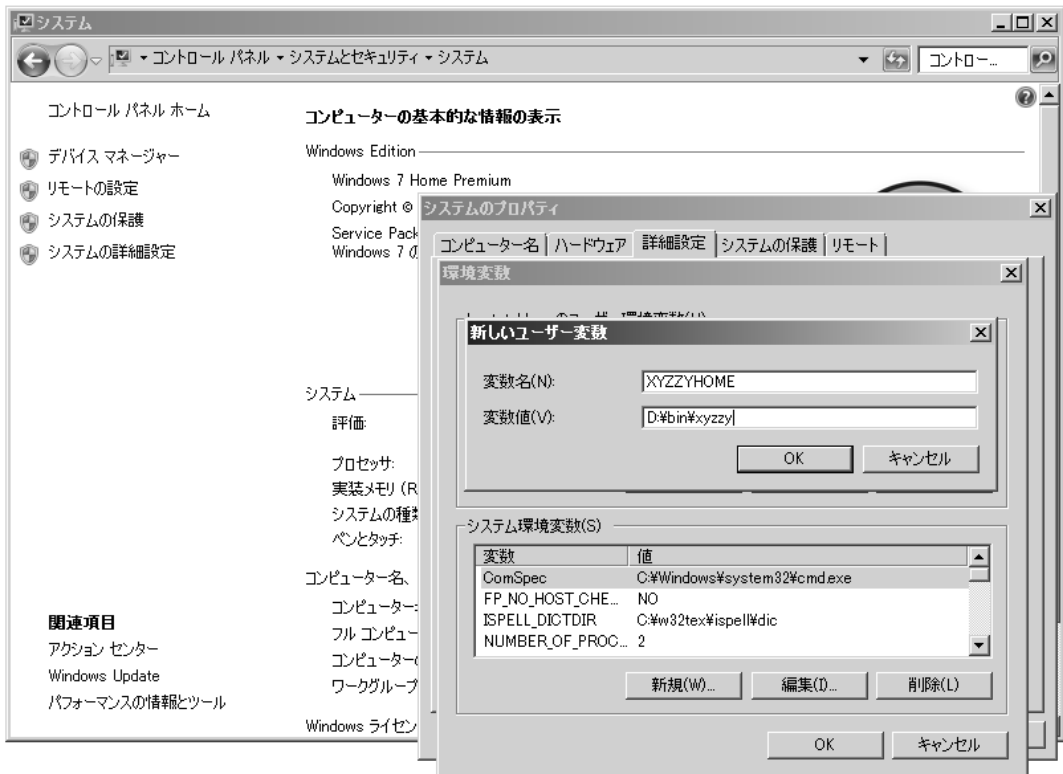 システム
コントロール パネル ▾ システムとセキュリティ ▾ システム
コントロー...
コントロール パネル ホーム
デバイス マネージャー
リモートの設定
システムの保護
システムの詳細設定
関連項目
アクション センター
Windows Update
パフォーマンスの情報とツール
コンピューターの基本的な情報の表示
Windows Edition
Windows 7 Home Premium
Copyright ©
Service Pack
Windows 7 の
システム
評価:
プロセッサ:
実装メモリ (R
システムの種類
ペンとタッチ:
コンピューター名、
コンピューター:
フル コンピュー
コンピューター
ワークグループ
Windows ライセン
システムのプロパティ
コンピューター名 ハードウェア 詳細設定 システムの保護 リモート
環境変数
新しいユーザー変数
変数名(N): XYZZYHOME
変数値(V): D:¥bin¥xyzzy
OK キャンセル
システム環境変数(S)
変数 値
ComSpec C:¥Windows¥system32¥cmd.exe
FP_NO_HOST_CHE... NO
ISPELL_DICTDIR C:¥w32tex¥ispell¥dic
NUMBER_OF_PROC... 2
新規(W)... 編集(I)... 削除(L)
OK キャンセル